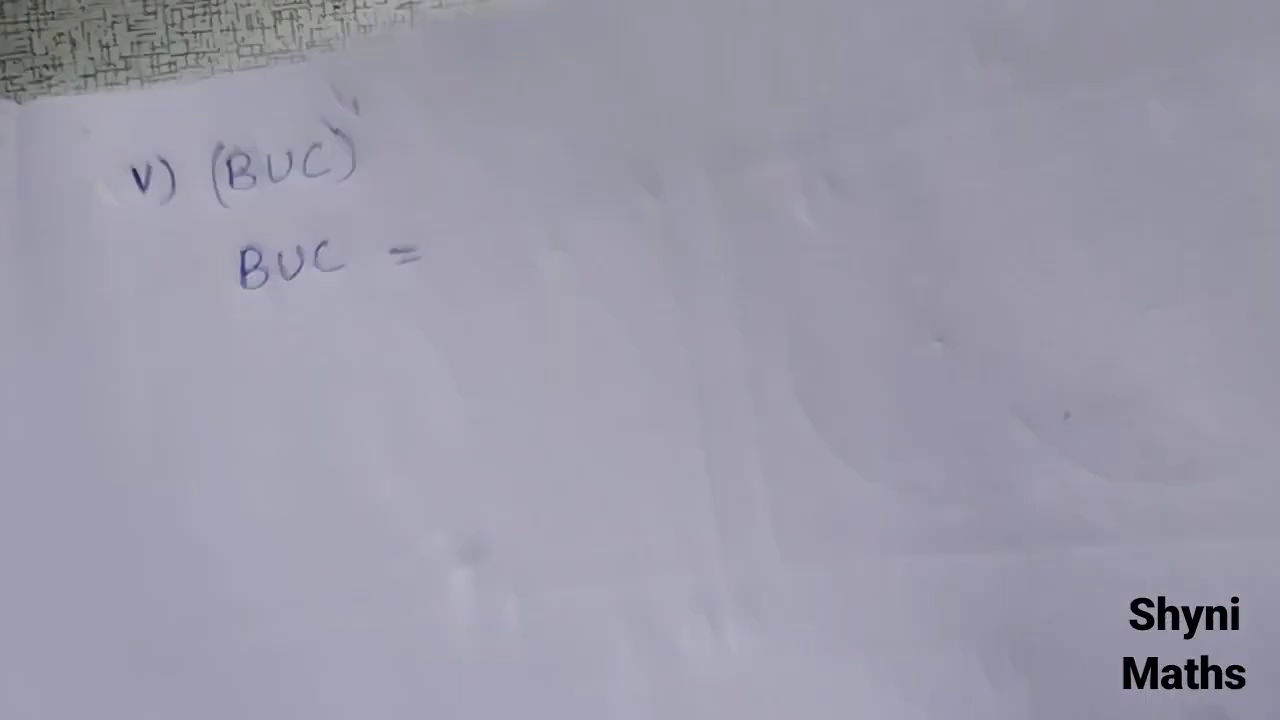 v) (BUC)'
BUC =
Shyni
Maths